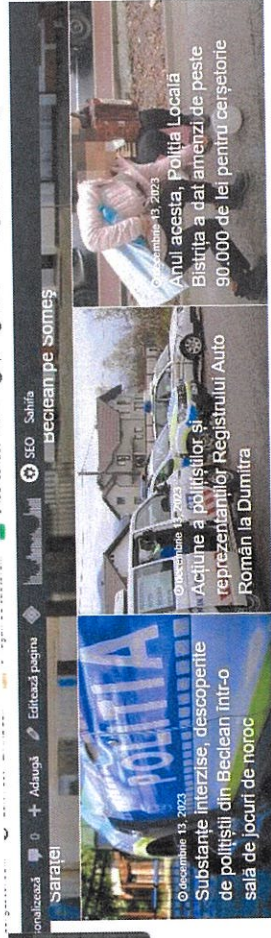 onalizează 0 + Adaugă Editează pagina SEO Sahifa
Sărățel
Beclean pe Someș
POLIȚIA
decembrie 13, 2023
Substanțe interzise, descoperite
de polițiștii din Beclean într-o
sală de jocuri de noroc
decembrie 13, 2023
Acțiune a polițiștilor și
reprezentanților Registrului Auto
Român la Dumitra
decembrie 13, 2023
Anul acesta, Poliția Locală
Bistrița a dat amenzi de peste
90.000 de lei pentru cerșetorie